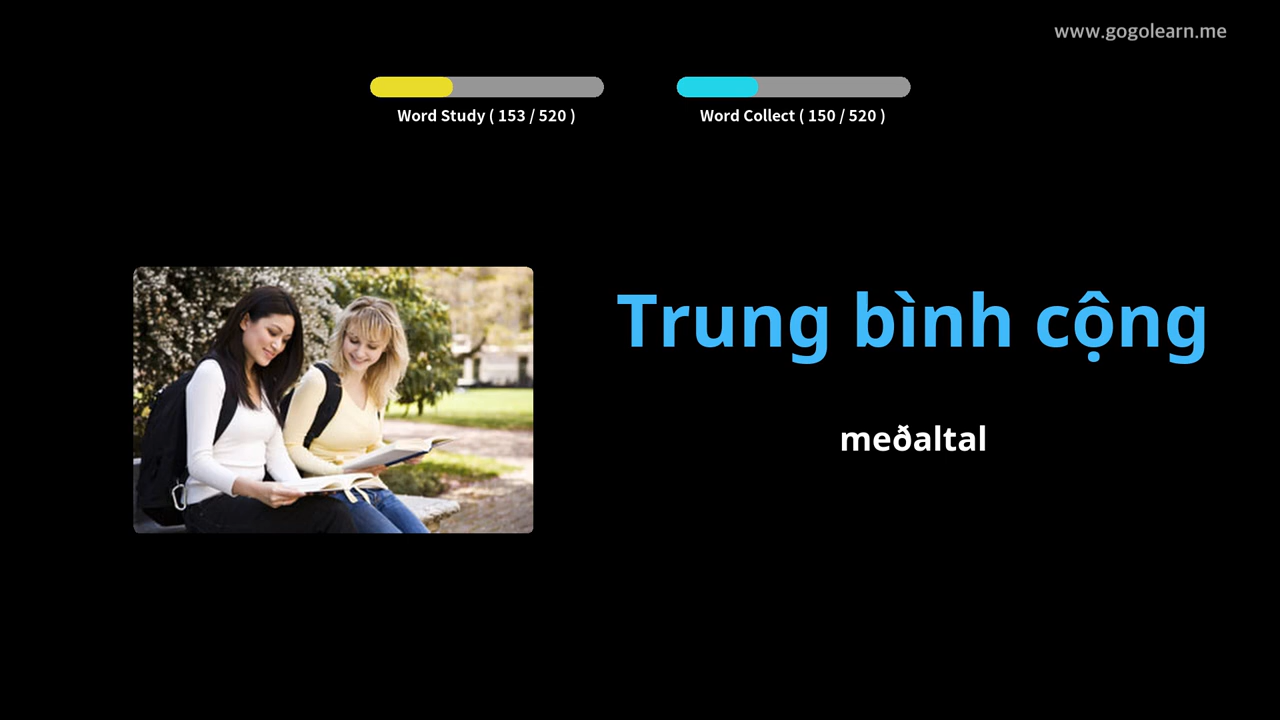 www.gogolearn.me
Word Study ( 153 / 520 )
Word Collect ( 150 / 520 )
Trung bình cộng
meðaltal